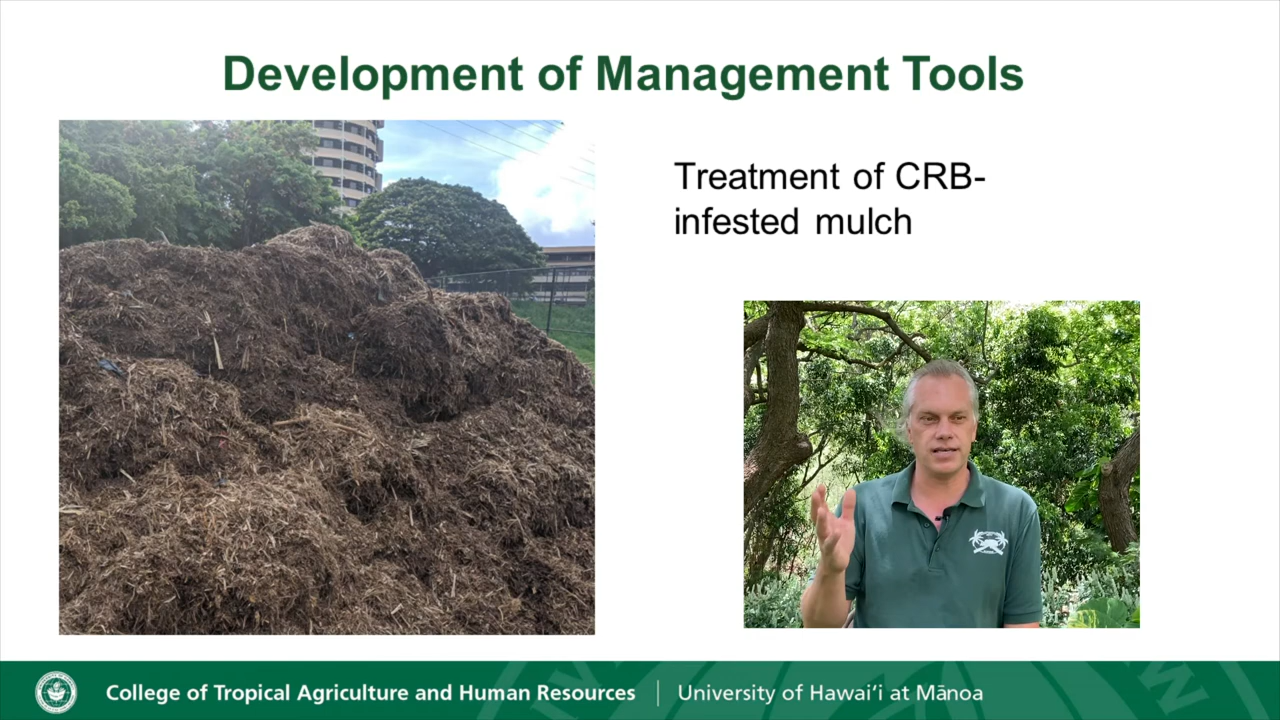 Development of Management Tools
Treatment of CRB-
infested mulch
College of Tropical Agriculture and Human Resources | University of Hawaiʻi at Mānoa